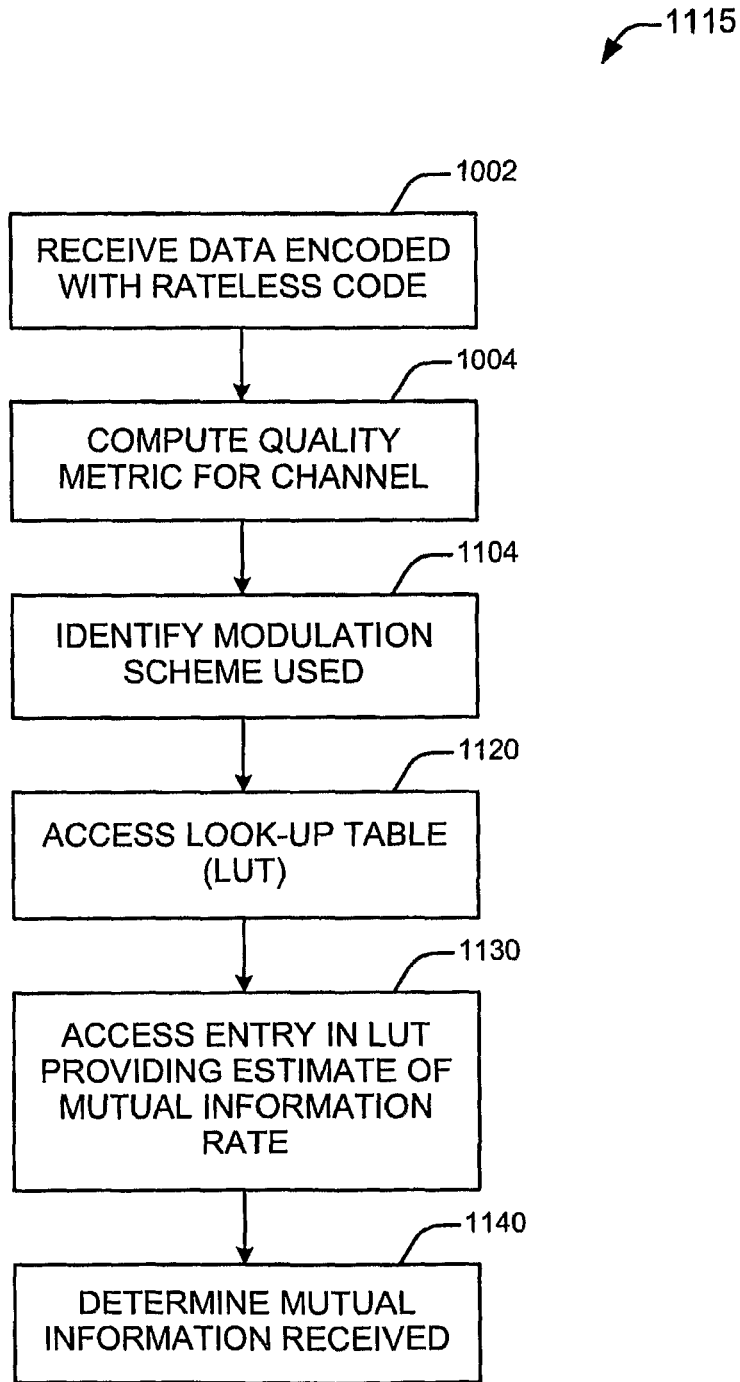 1115
1002
RECEIVE DATA ENCODED
WITH RATELESS CODE
1004
COMPUTE QUALITY
METRIC FOR CHANNEL
1104
IDENTIFY MODULATION
SCHEME USED
1120
ACCESS LOOK-UP TABLE
(LUT)
1130
ACCESS ENTRY IN LUT
PROVIDING ESTIMATE OF
MUTUAL INFORMATION
RATE
1140
DETERMINE MUTUAL
INFORMATION RECEIVED